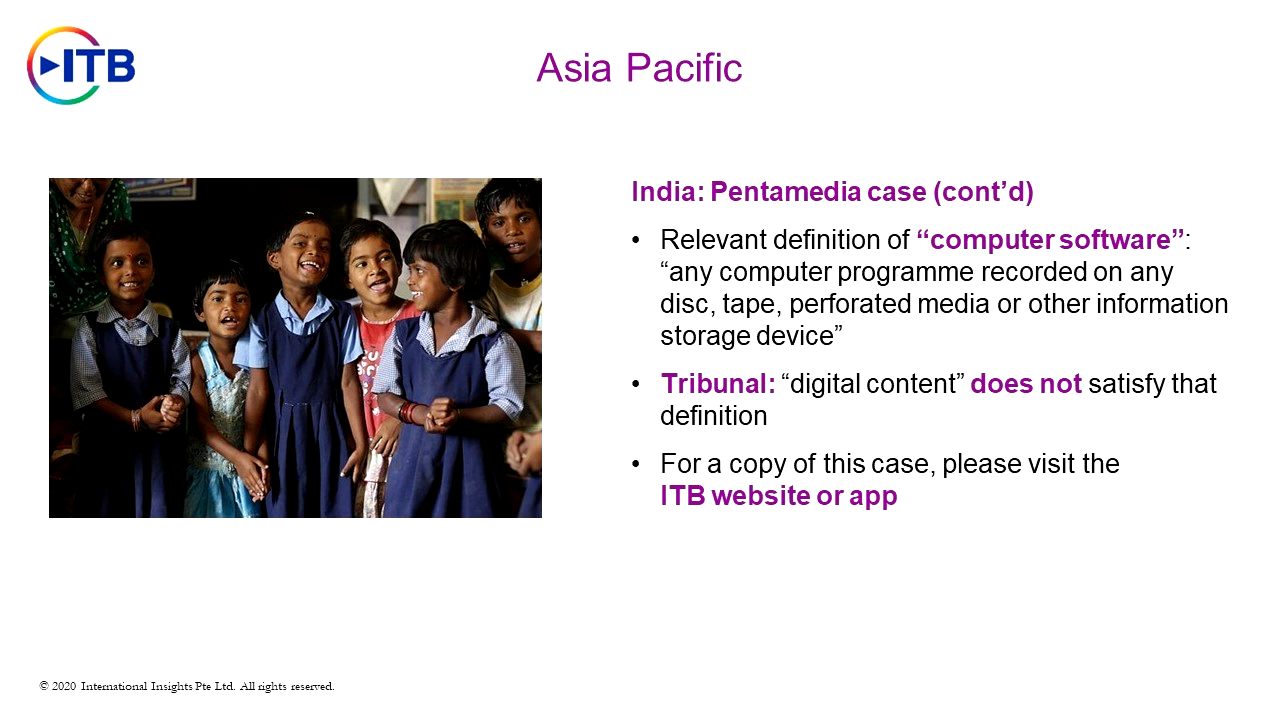 ITB
Asia Pacific
India: Pentamedia case (cont’d)
• Relevant definition of “computer software”:
“any computer programme recorded on any
disc, tape, perforated media or other information
storage device”
• Tribunal: “digital content” does not satisfy that
definition
• For a copy of this case, please visit the
ITB website or app
© 2020 International Insights Pte Ltd. All rights reserved.